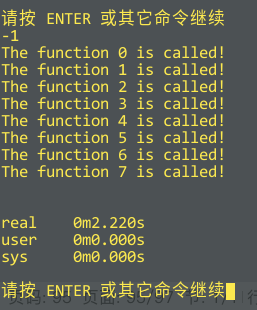 请按 ENTER 或其它命令继续
-1
The function 0 is called!
The function 1 is called!
The function 2 is called!
The function 3 is called!
The function 4 is called!
The function 5 is called!
The function 6 is called!
The function 7 is called!
real    0m2.220s
user    0m0.000s
sys     0m0.000s
请按 ENTER 或其它命令继续